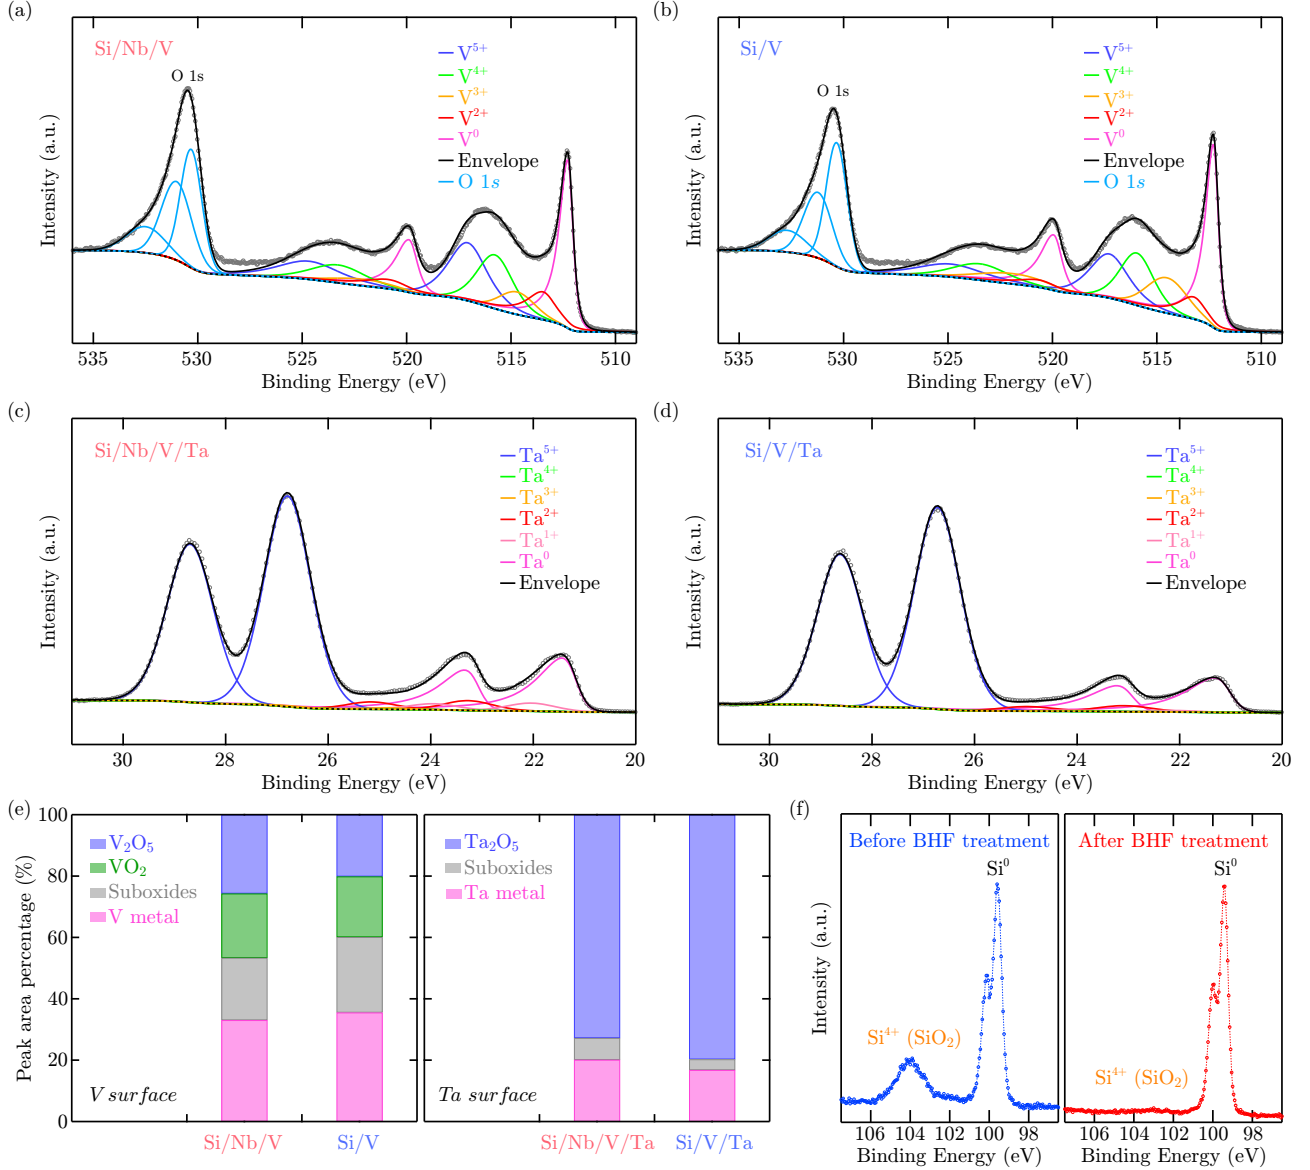 (a)
Si/Nb/V
O 1s
V⁵⁺
V⁴⁺
V³⁺
V²⁺
V⁰
Envelope
O 1s
Intensity (a.u.)
535 530 525 520 515 510
Binding Energy (eV)
(b)
Si/V
O 1s
V⁵⁺
V⁴⁺
V³⁺
V²⁺
V⁰
Envelope
O 1s
Intensity (a.u.)
535 530 525 520 515 510
Binding Energy (eV)
(c)
Si/Nb/V/Ta
Ta⁵⁺
Ta⁴⁺
Ta³⁺
Ta²⁺
Ta¹⁺
Ta⁰
Envelope
Intensity (a.u.)
30 28 26 24 22 20
Binding Energy (eV)
(d)
Si/V/Ta
Ta⁵⁺
Ta⁴⁺
Ta³⁺
Ta²⁺
Ta¹⁺
Ta⁰
Envelope
Intensity (a.u.)
30 28 26 24 22 20
Binding Energy (eV)
(e)
Peak area percentage (%)
100
80
60
40
20
0
V₂O₅
VO₂
Suboxides
V metal
V surface
Si/Nb/V Si/V
Ta₂O₅
Suboxides
Ta metal
Ta surface
Si/Nb/V/Ta Si/V/Ta
(f)
Before BHF treatment
Si⁰
Si⁴⁺ (SiO₂)
Intensity (a.u.)
106 104 102 100 98
Binding Energy (eV)
After BHF treatment
Si⁰
Si⁴⁺ (SiO₂)
106 104 102 100 98
Binding Energy (eV)